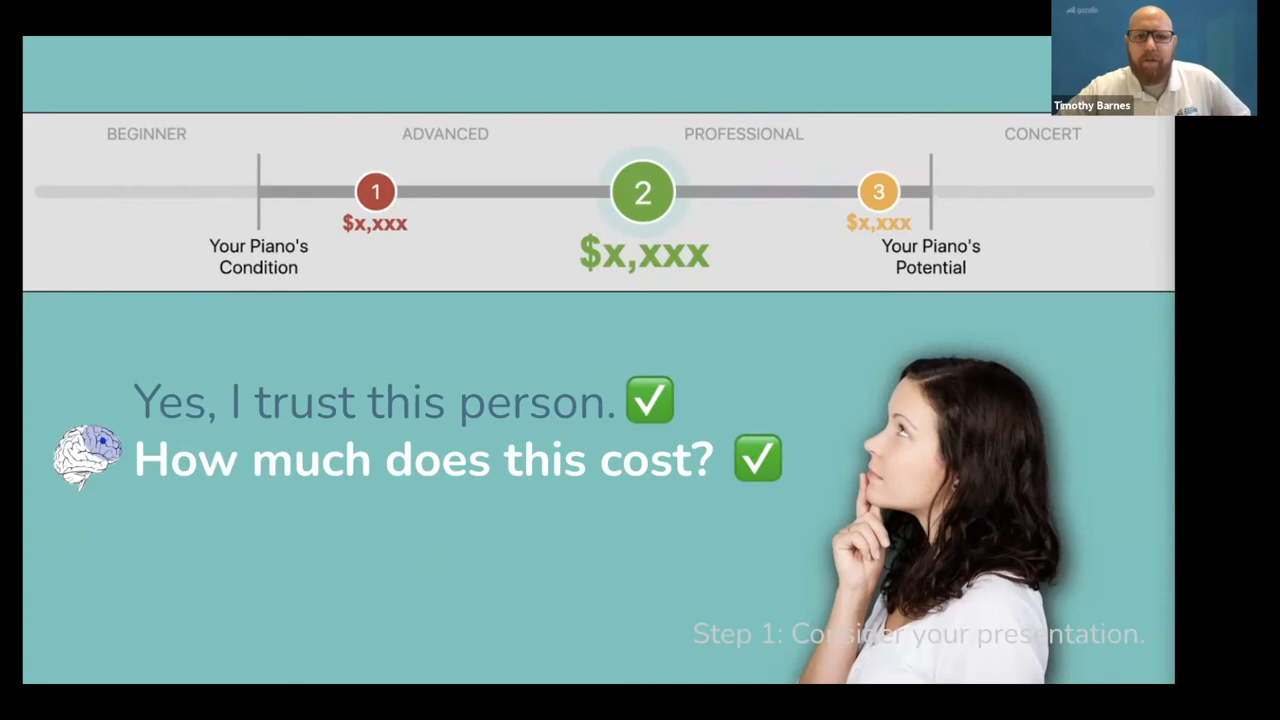 gazelle
Timothy Barnes
BEGINNER
ADVANCED
PROFESSIONAL
CONCERT
1
2
3
$x,xxx
$x,xxx
$x,xxx
Your Piano's
Condition
Your Piano's
Potential
Yes, I trust this person.
How much does this cost?
Step 1: Consider your presentation.